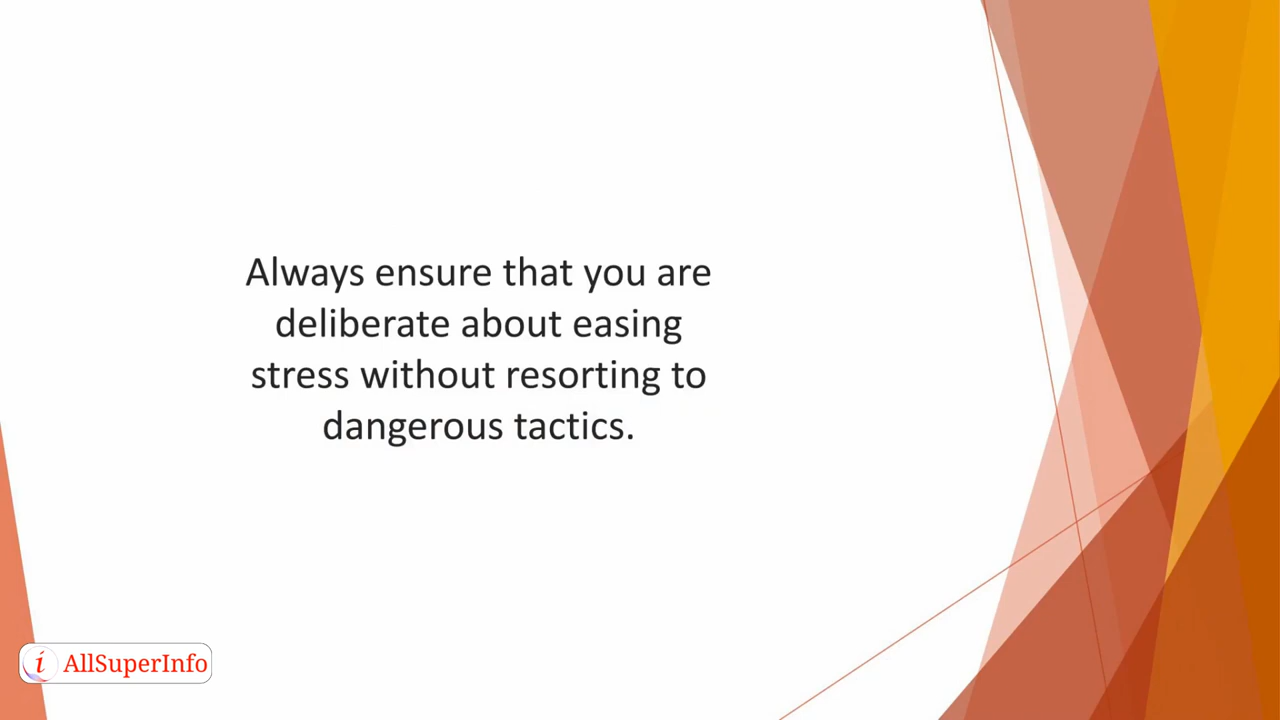 Always ensure that you are
deliberate about easing
stress without resorting to
dangerous tactics.
i AllSuperInfo